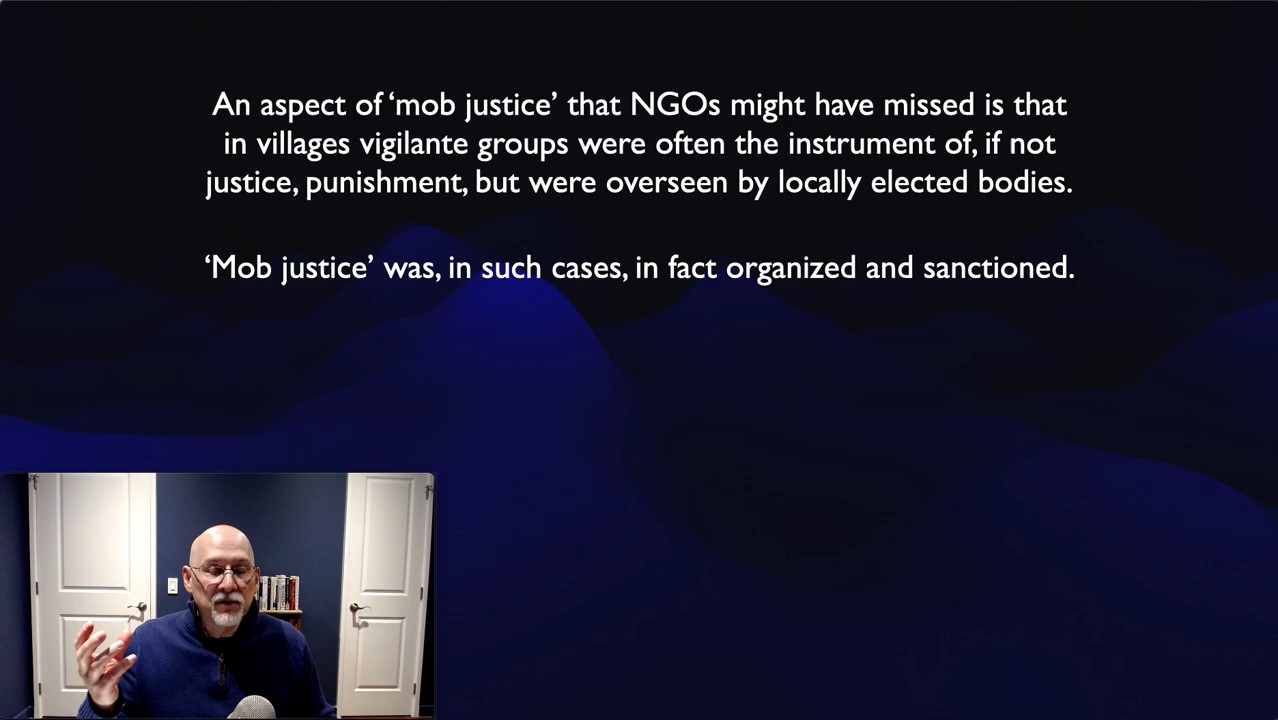 An aspect of ‘mob justice’ that NGOs might have missed is that
in villages vigilante groups were often the instrument of, if not
justice, punishment, but were overseen by locally elected bodies.
‘Mob justice’ was, in such cases, in fact organized and sanctioned.